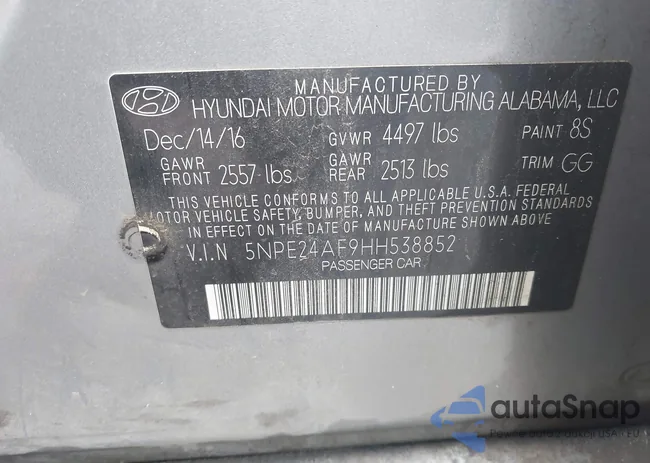 MANUFACTURED BY
HYUNDAI MOTOR MANUFACTURING ALABAMA, LLC
Dec/14/16 GVWR 4497 lbs PAINT 8S
GAWR FRONT 2557 lbs GAWR REAR 2513 lbs TRIM GG
THIS VEHICLE CONFORMS TO ALL APPLICABLE U.S.A. FEDERAL
MOTOR VEHICLE SAFETY, BUMPER, AND THEFT PREVENTION STANDARDS
IN EFFECT ON THE DATE OF MANUFACTURE SHOWN ABOVE
V.I.N 5NPE24AF9HH538852
PASSENGER CAR
autaSnap